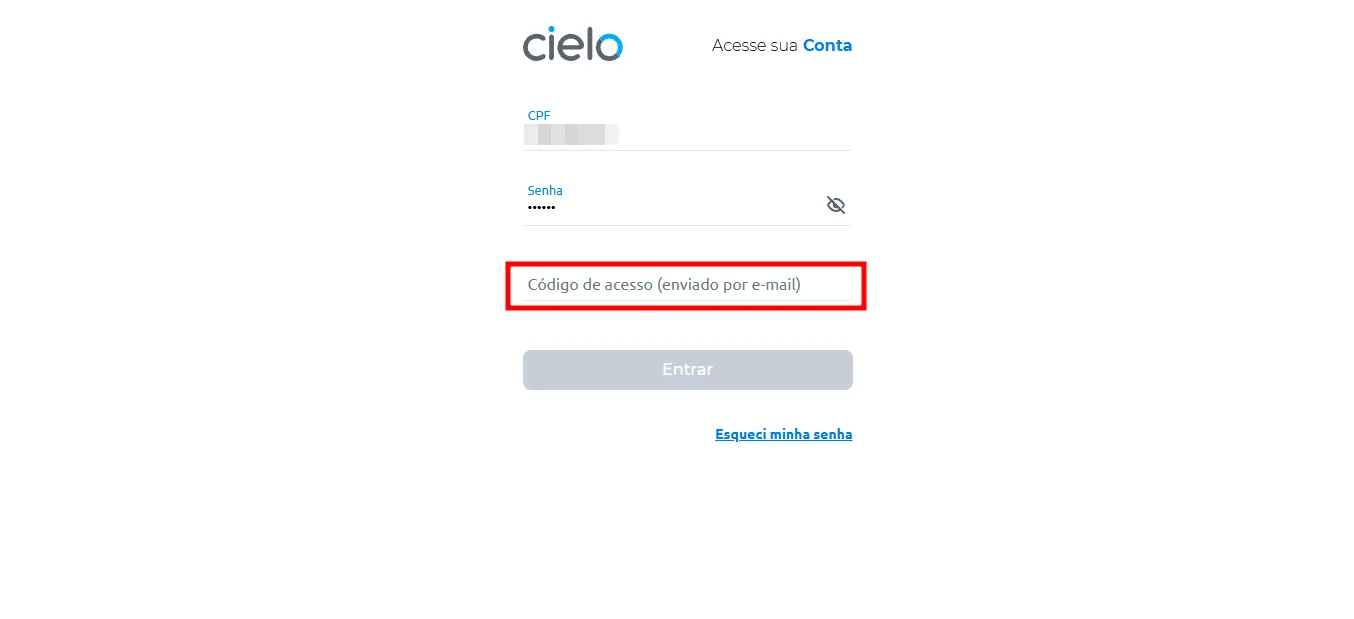 cielo
Acesse sua Conta
CPF
Senha
••••••
Código de acesso (enviado por e-mail)
Entrar
Esqueci minha senha